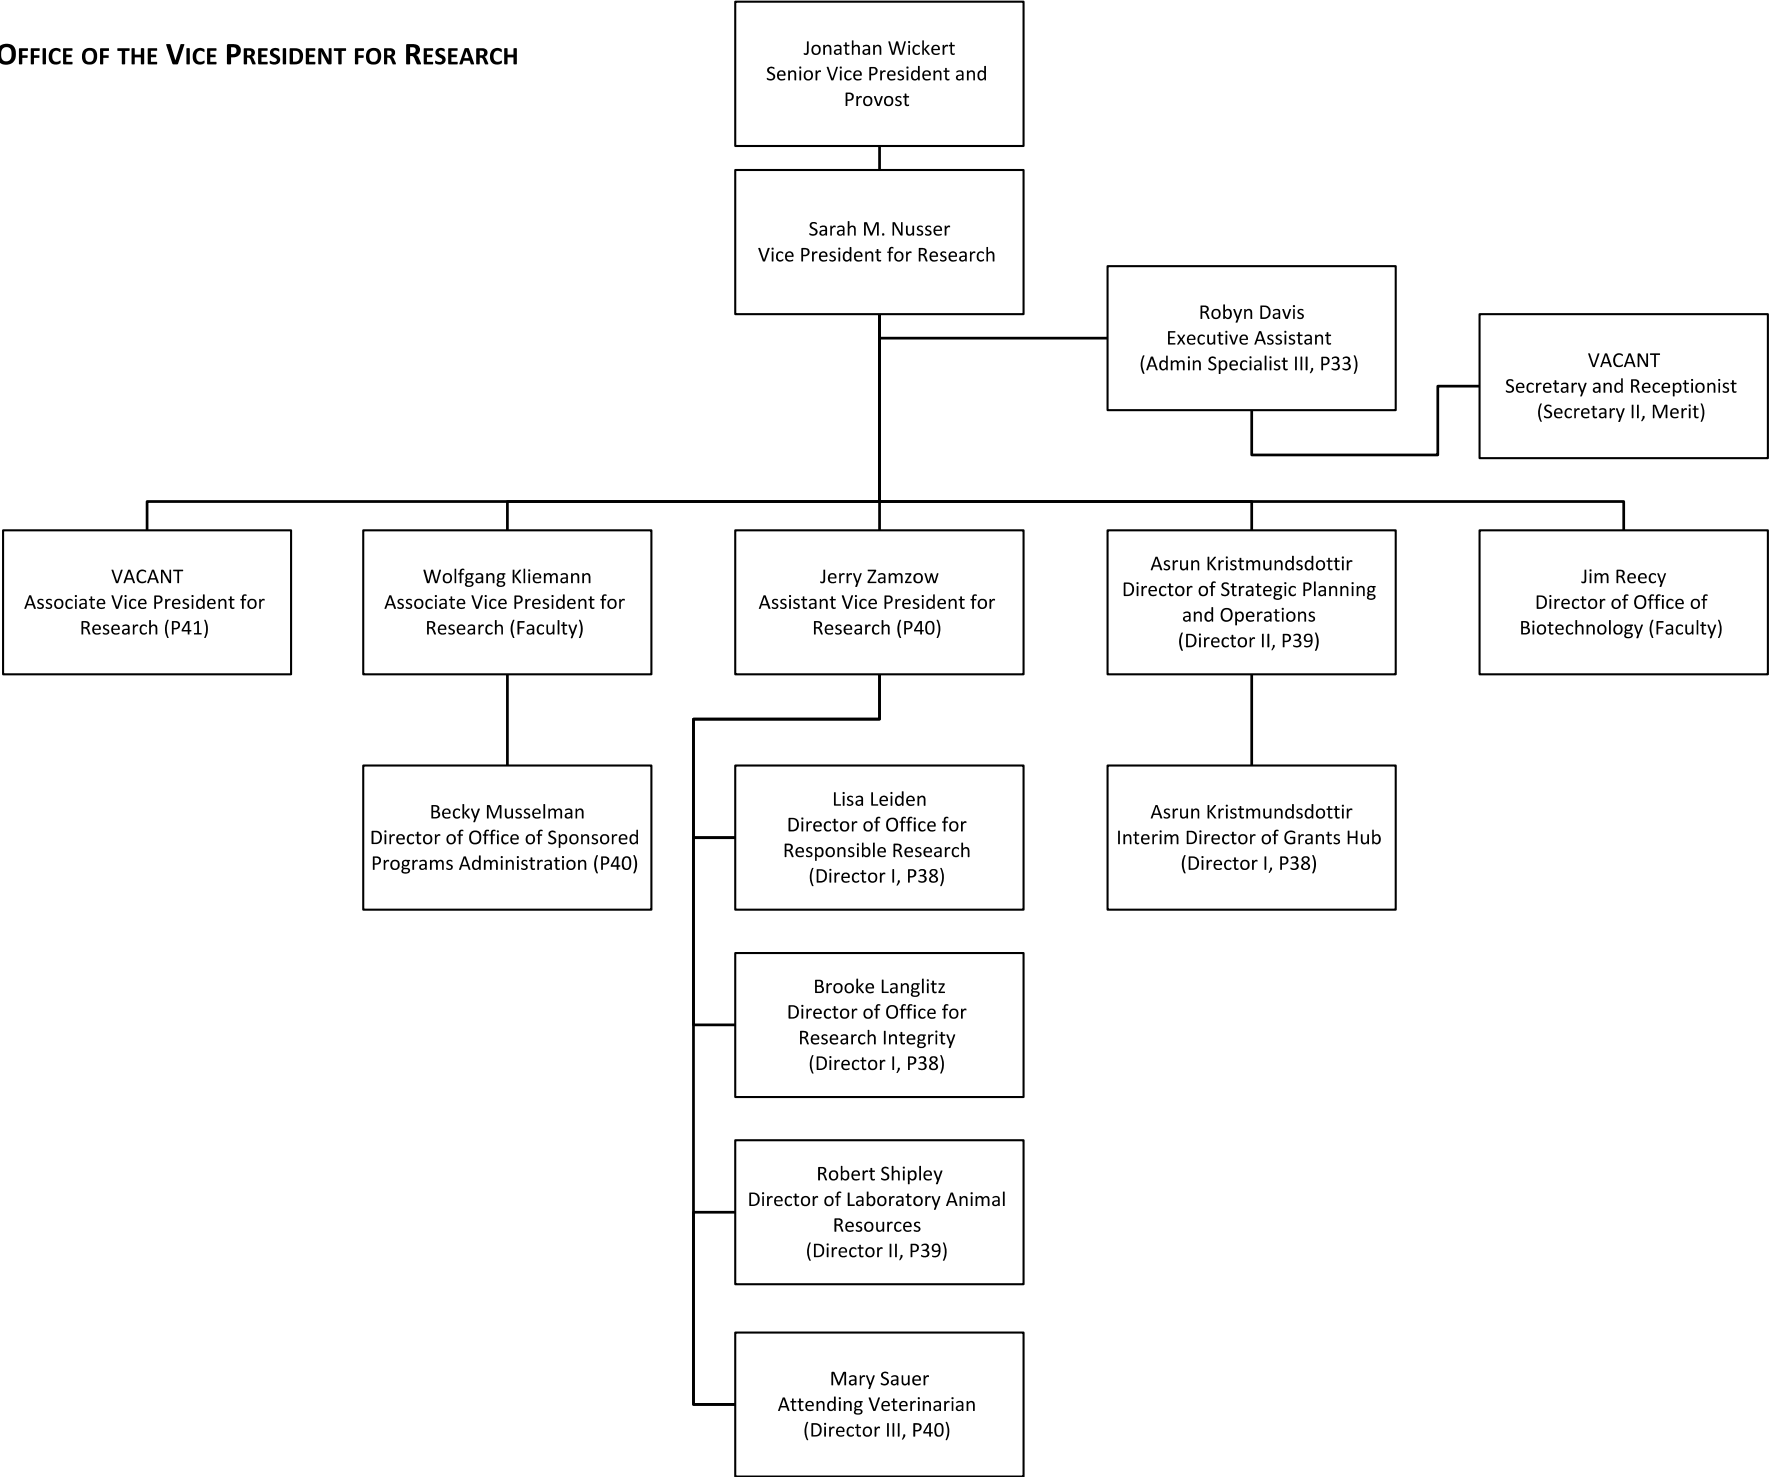 OFFICE OF THE VICE PRESIDENT FOR RESEARCH
Jonathan Wickert
Senior Vice President and
Provost
Sarah M. Nusser
Vice President for Research
Robyn Davis
Executive Assistant
(Admin Specialist III, P33)
VACANT
Secretary and Receptionist
(Secretary II, Merit)
VACANT
Associate Vice President for
Research (P41)
Wolfgang Kliemann
Associate Vice President for
Research (Faculty)
Jerry Zamzow
Assistant Vice President for
Research (P40)
Asrun Kristmundsdottir
Director of Strategic Planning
and Operations
(Director II, P39)
Jim Reecy
Director of Office of
Biotechnology (Faculty)
Becky Musselman
Director of Office of Sponsored
Programs Administration (P40)
Lisa Leiden
Director of Office for
Responsible Research
(Director I, P38)
Asrun Kristmundsdottir
Interim Director of Grants Hub
(Director I, P38)
Brooke Langlitz
Director of Office for
Research Integrity
(Director I, P38)
Robert Shipley
Director of Laboratory Animal
Resources
(Director II, P39)
Mary Sauer
Attending Veterinarian
(Director III, P40)